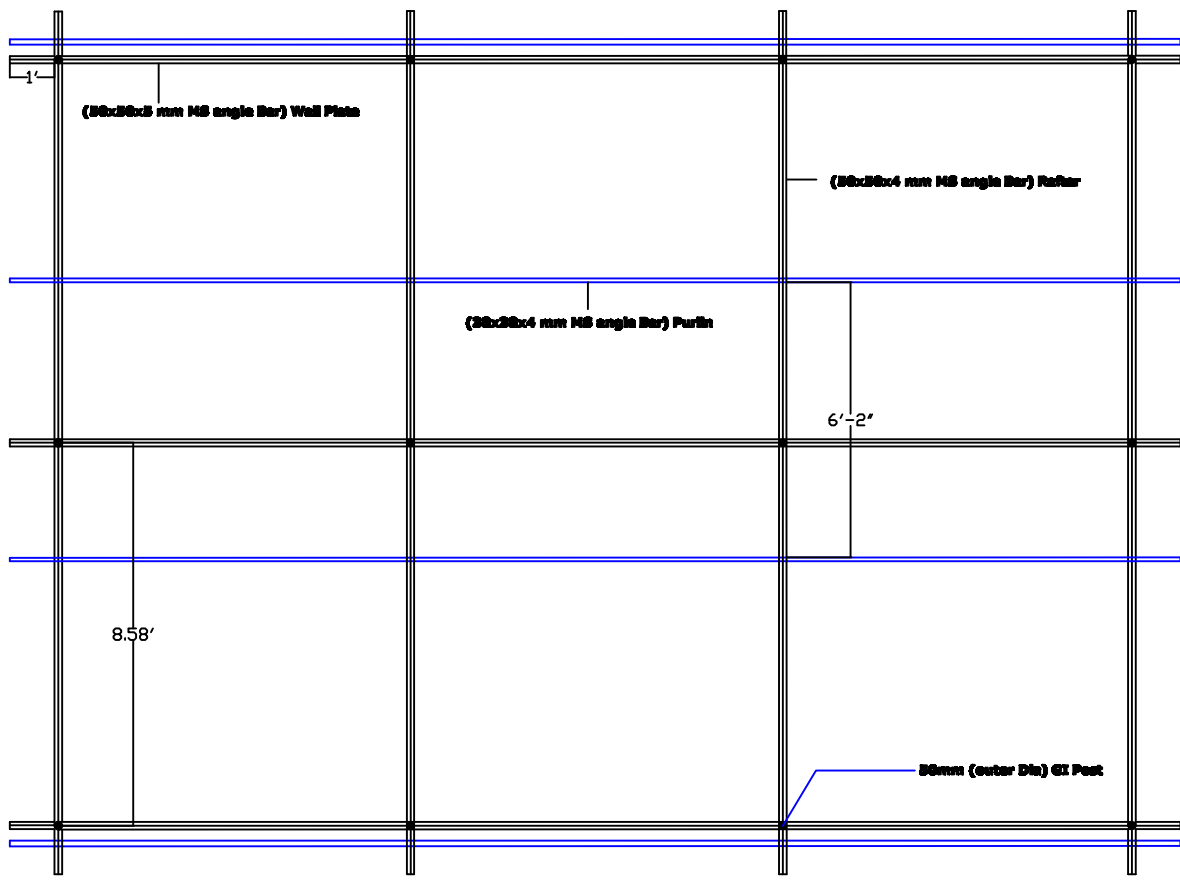 1'
(50x50x5 mm MS angle Bar) Wall Plate
(50x50x4 mm MS angle Bar) Rafter
(38x38x4 mm MS angle Bar) Purlin
6'-2"
8.58'
50mm (outer Dia) GI Post